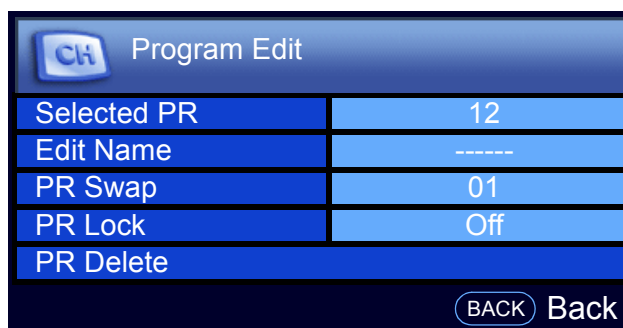 CH Program Edit
Selected PR 12
Edit Name ------
PR Swap 01
PR Lock Off
PR Delete
BACK Back